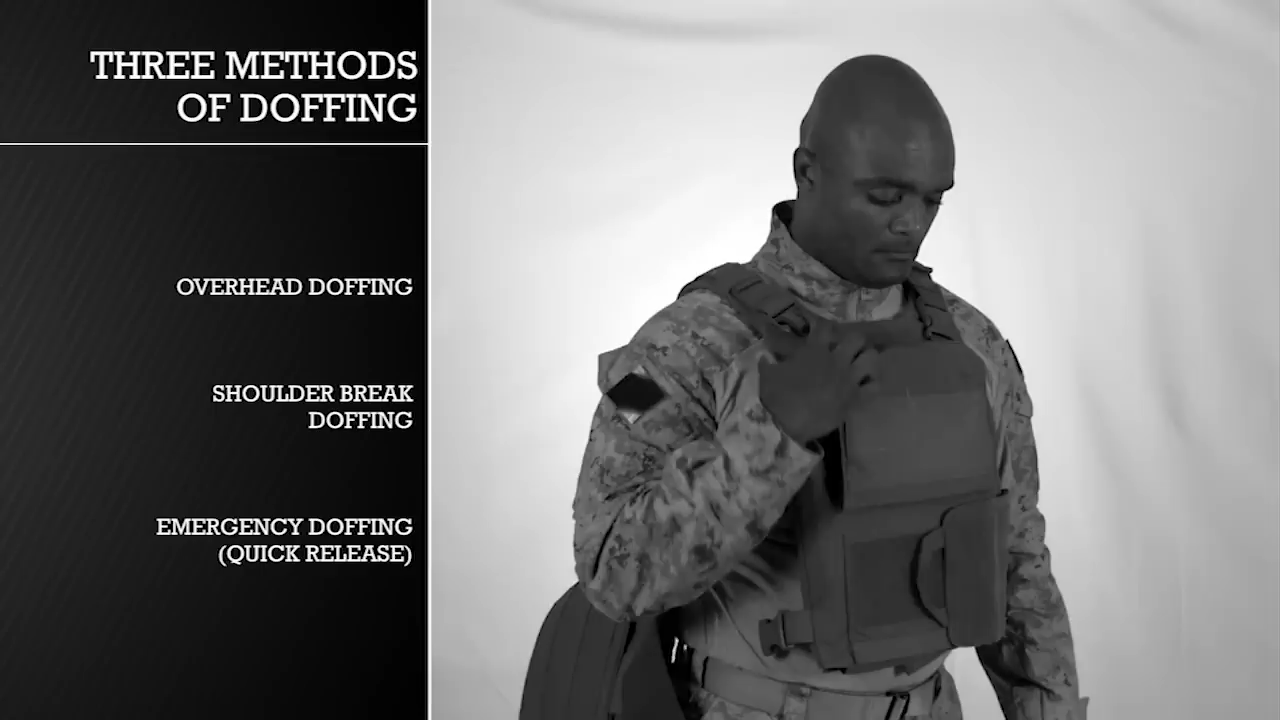 THREE METHODS
OF DOFFING
OVERHEAD DOFFING
SHOULDER BREAK
DOFFING
EMERGENCY DOFFING
(QUICK RELEASE)